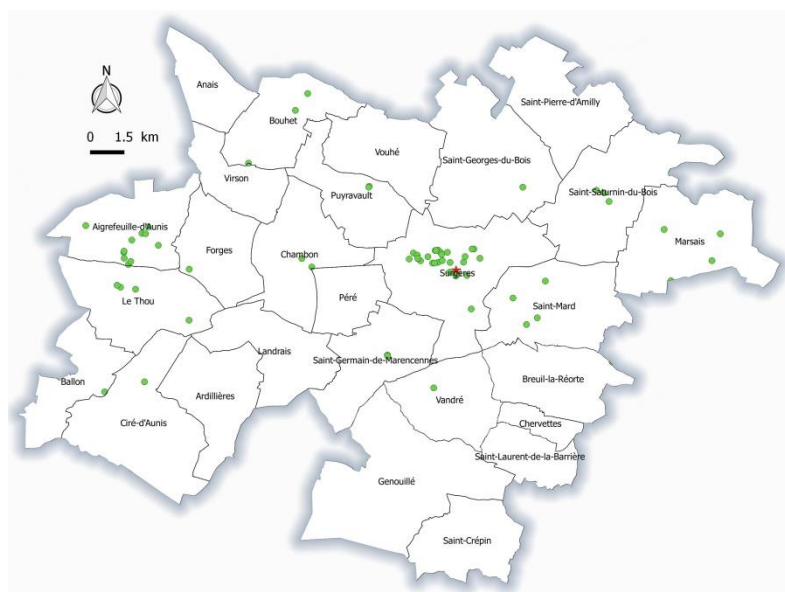 Anais
N
Saint-Pierre-d'Amilly
Bouhet
0 1.5 km
Vouhé
Saint-Georges-du-Bois
Virson
Puyravault
Saint-Saturnin-du-Bois
Aigrefeuille-d'Aunis
Forges
Chambon
Marsais
Surgères
Le Thou
Péré
Saint-Mard
Landrais
Saint-Germain-de-Marencennes
Ballon
Ardillières
Vandré
Breuil-la-Réorte
Ciré-d'Aunis
Chervettes
Saint-Laurent-de-la-Barrière
Genouillé
Saint-Crépin